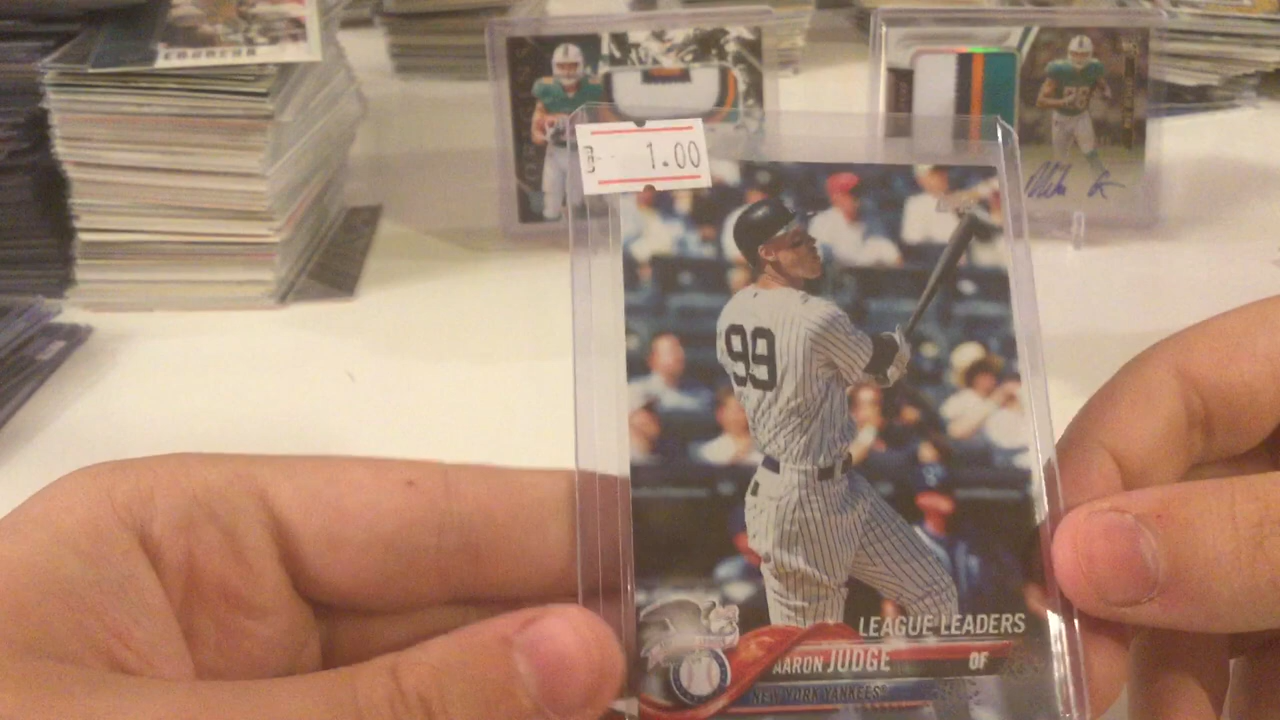 1.00
99
LEAGUE LEADERS
AARON JUDGE OF
NEW YORK YANKEES